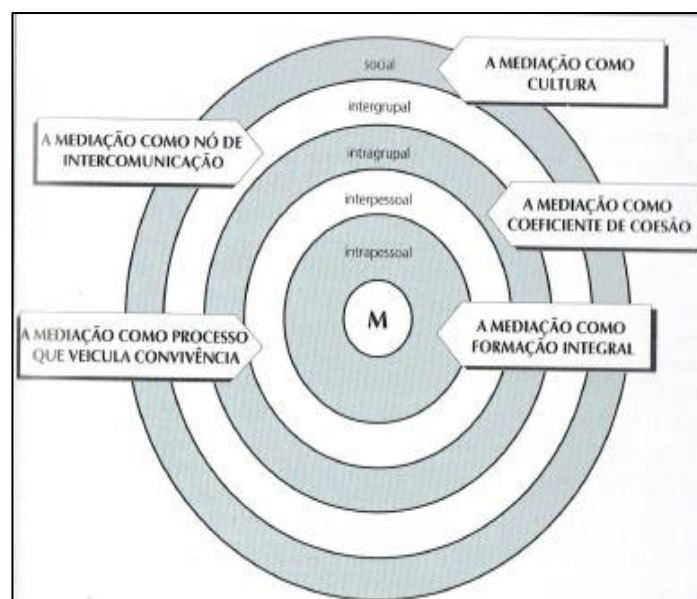 social
A MEDIAÇÃO COMO
CULTURA
intergrupal
A MEDIAÇÃO COMO NÓ DE
INTERCOMUNICAÇÃO
intragrupal
interpessoal
A MEDIAÇÃO COMO
COEFICIENTE DE COESÃO
intrapessoal
M
A MEDIAÇÃO COMO PROCESSO
QUE VEICULA CONVIVÊNCIA
A MEDIAÇÃO COMO
FORMAÇÃO INTEGRAL